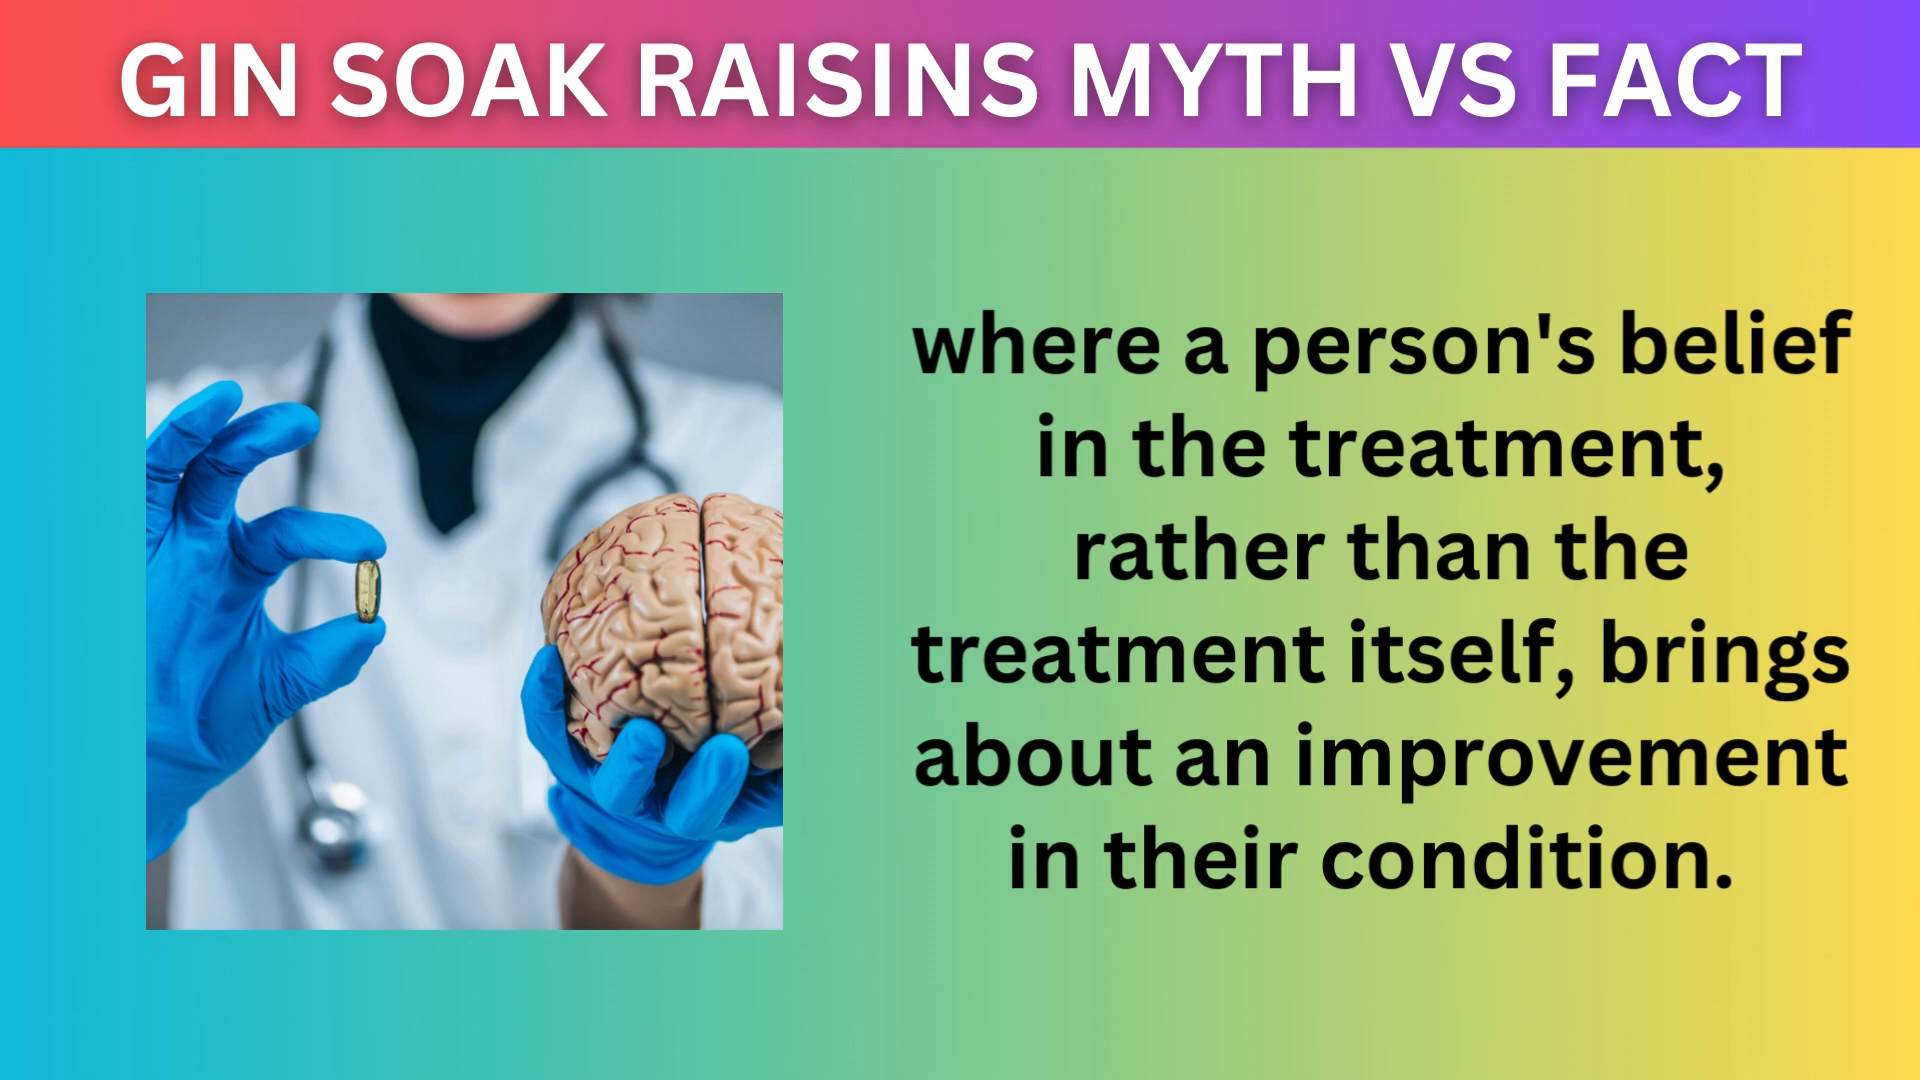 GIN SOAK RAISINS MYTH VS FACT
where a person's belief
in the treatment,
rather than the
treatment itself, brings
about an improvement
in their condition.